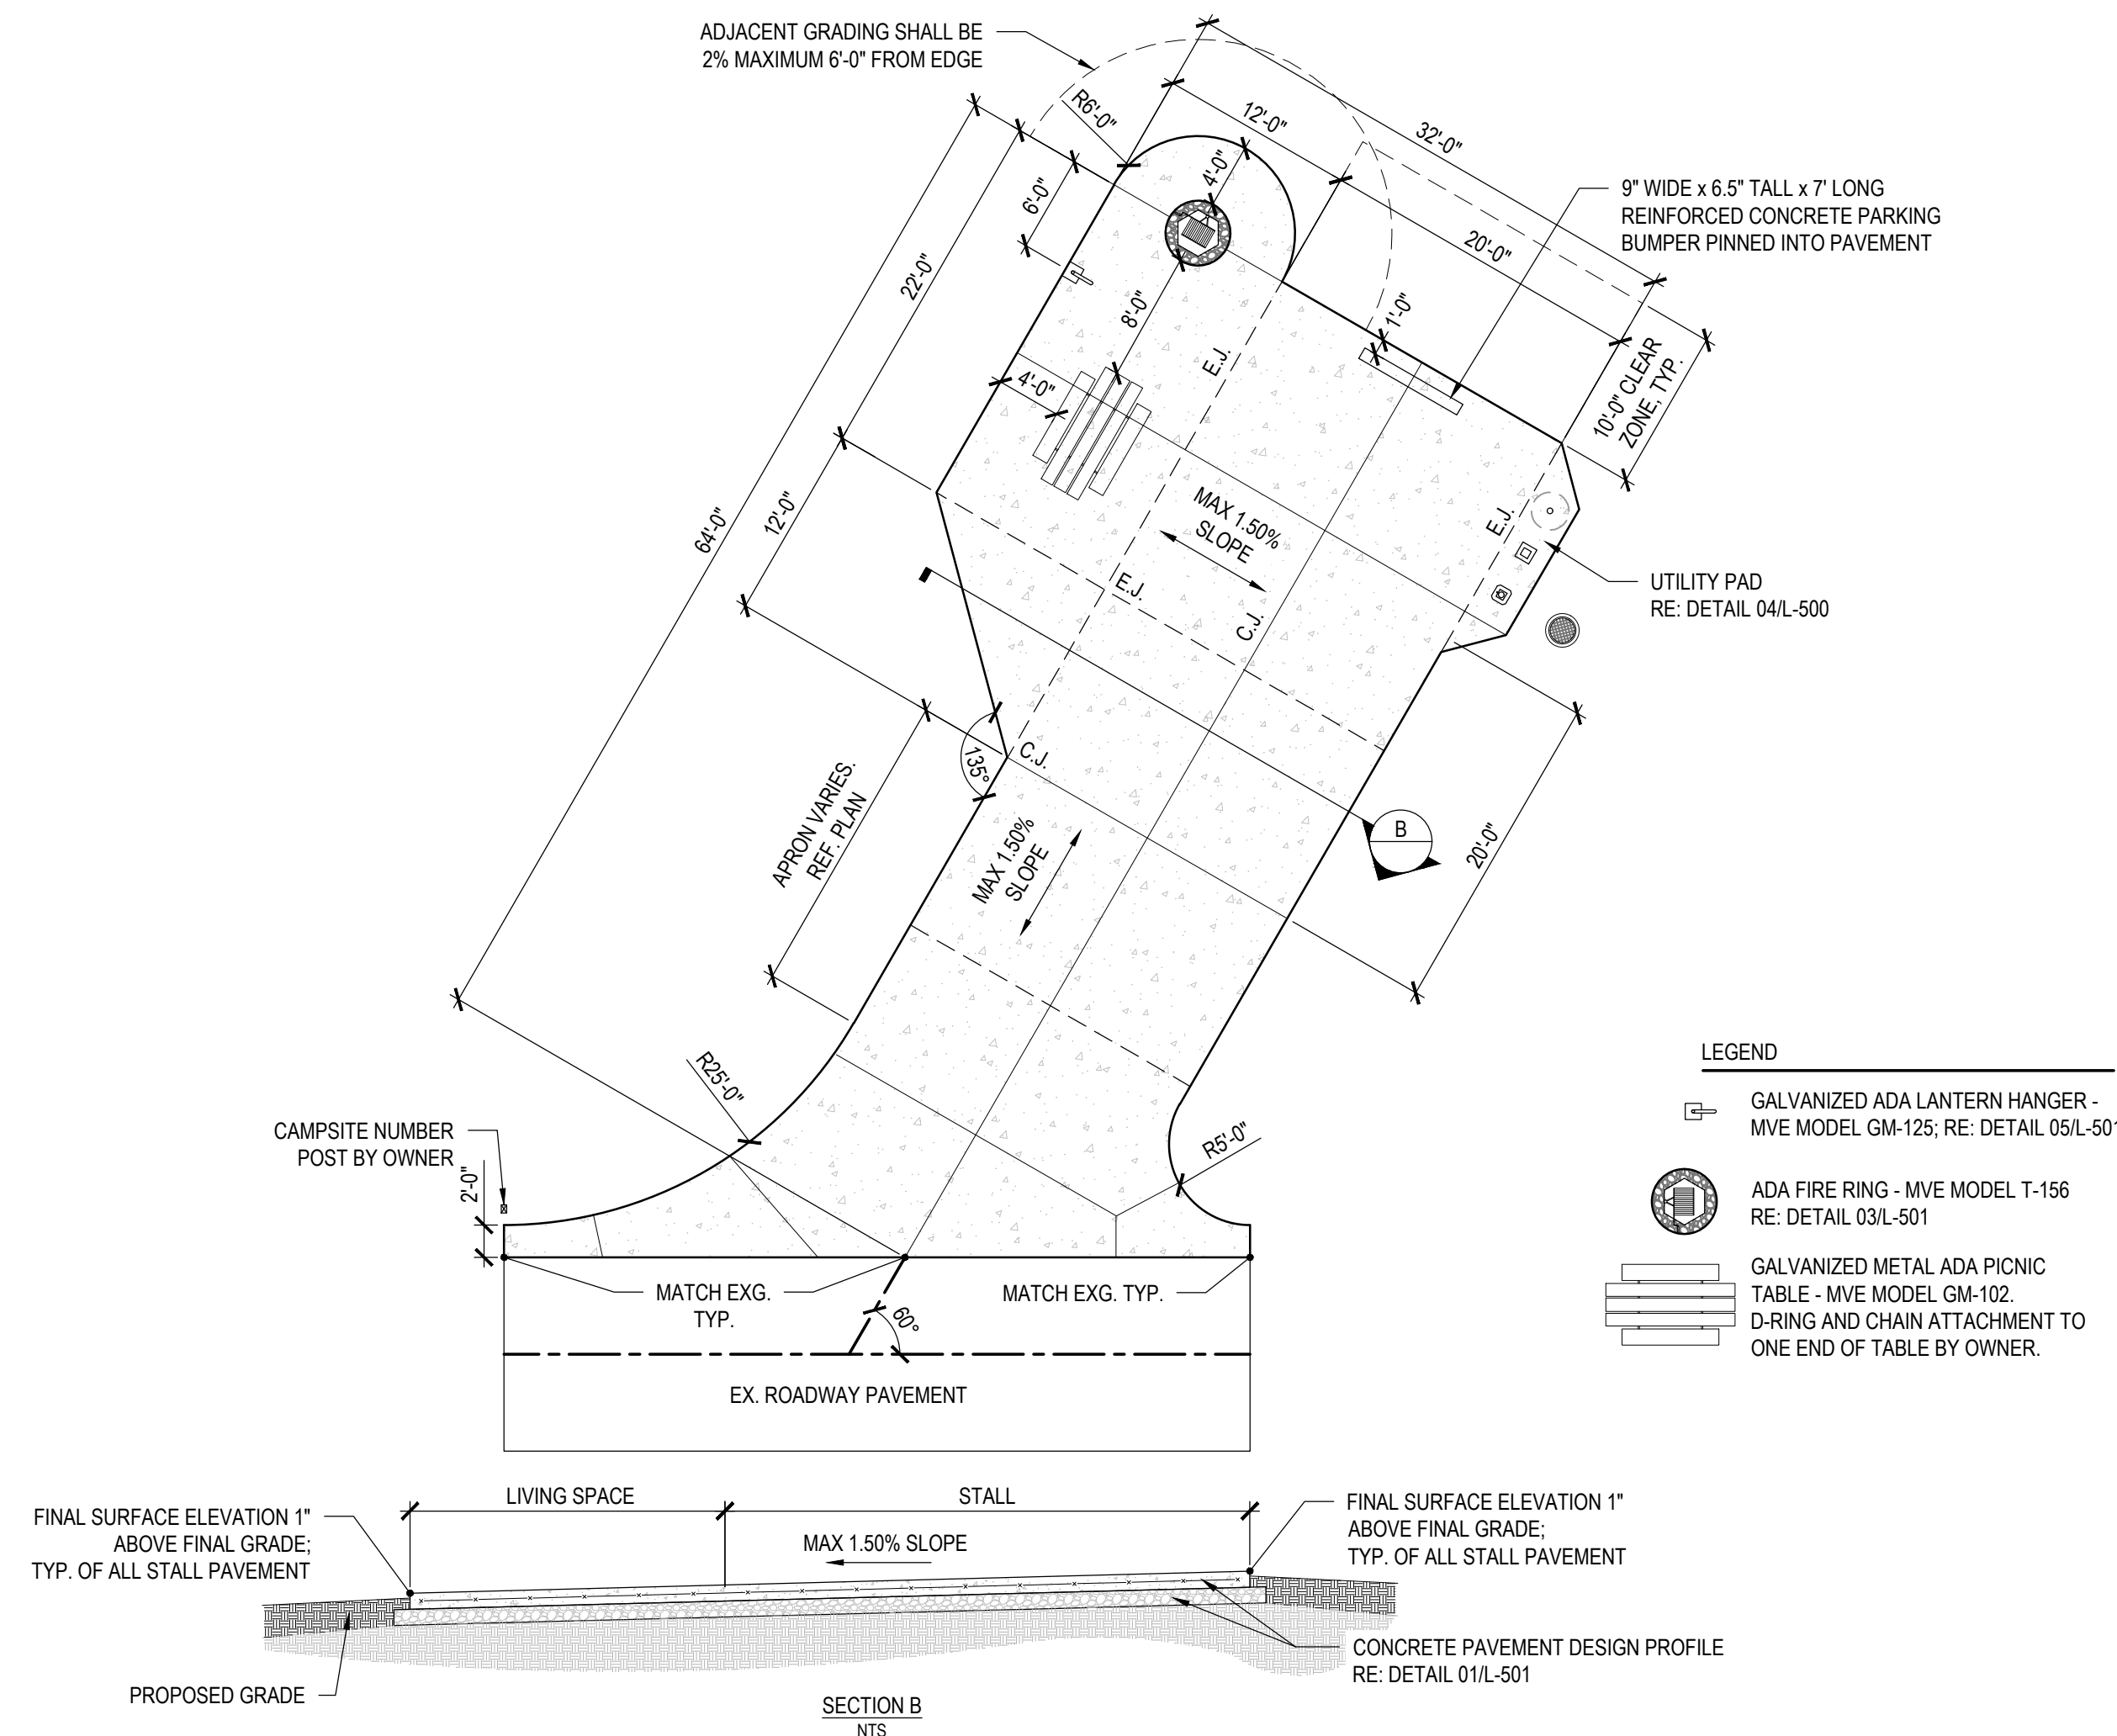 ADJACENT GRADING SHALL BE
2% MAXIMUM 6'-0" FROM EDGE
R6'-0"
12'-0"
32'-0"
4'-0"
6'-0"
20'-0"
9" WIDE x 6.5" TALL x 7' LONG
REINFORCED CONCRETE PARKING
BUMPER PINNED INTO PAVEMENT
22'-0"
8'-0"
1'-0"
E.J.
10'-0" CLEAR
ZONE, TYP.
4'-0"
64'-0"
12'-0"
MAX 1.50%
SLOPE
E.J.
E.J.
C.J.
UTILITY PAD
RE: DETAIL 04/L-500
135°
C.J.
APRON VARIES.
REF. PLAN
MAX 1.50%
SLOPE
B
20'-0"
R25'-0"
CAMPSITE NUMBER
POST BY OWNER
2'-0"
R5'-0"
MATCH EXG.
TYP.
MATCH EXG. TYP.
60°
EX. ROADWAY PAVEMENT
LEGEND
GALVANIZED ADA LANTERN HANGER -
MVE MODEL GM-125; RE: DETAIL 05/L-501
ADA FIRE RING - MVE MODEL T-156
RE: DETAIL 03/L-501
GALVANIZED METAL ADA PICNIC
TABLE - MVE MODEL GM-102.
D-RING AND CHAIN ATTACHMENT TO
ONE END OF TABLE BY OWNER.
LIVING SPACE
STALL
FINAL SURFACE ELEVATION 1"
ABOVE FINAL GRADE;
TYP. OF ALL STALL PAVEMENT
MAX 1.50% SLOPE
FINAL SURFACE ELEVATION 1"
ABOVE FINAL GRADE;
TYP. OF ALL STALL PAVEMENT
CONCRETE PAVEMENT DESIGN PROFILE
RE: DETAIL 01/L-501
PROPOSED GRADE
SECTION B
NTS